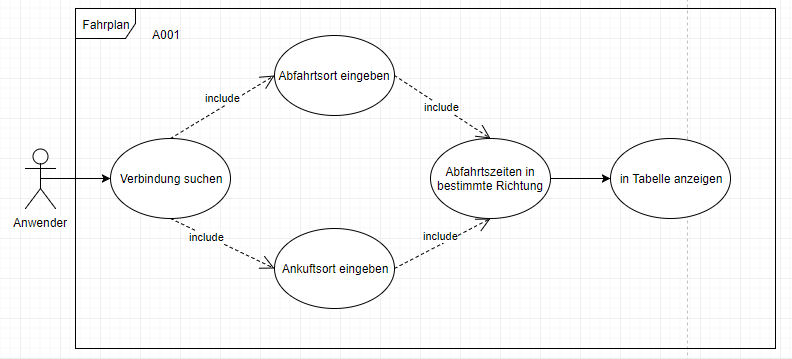 Fahrplan
A001
Abfahrtsort eingeben
include
include
Verbindung suchen
Abfahrtszeiten in
bestimmte Richtung
in Tabelle anzeigen
Anwender
include
include
Ankuftsort eingeben